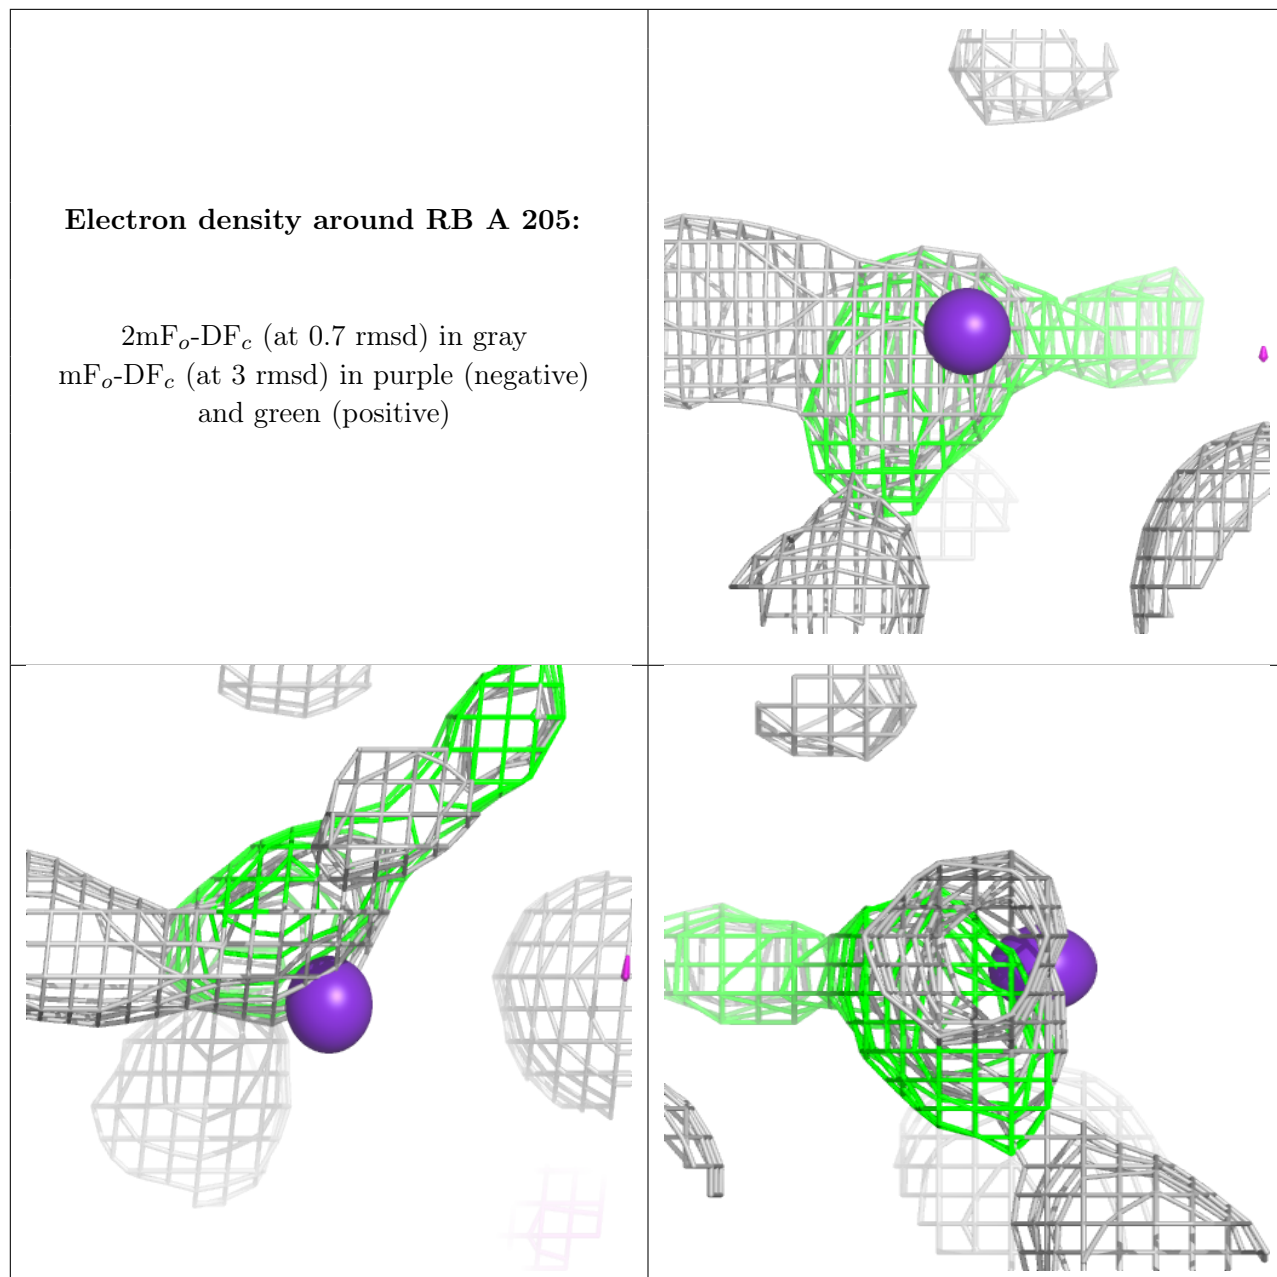 Electron density around RB A 205:
2mFo-DFc (at 0.7 rmsd) in gray
mFo-DFc (at 3 rmsd) in purple (negative)
and green (positive)